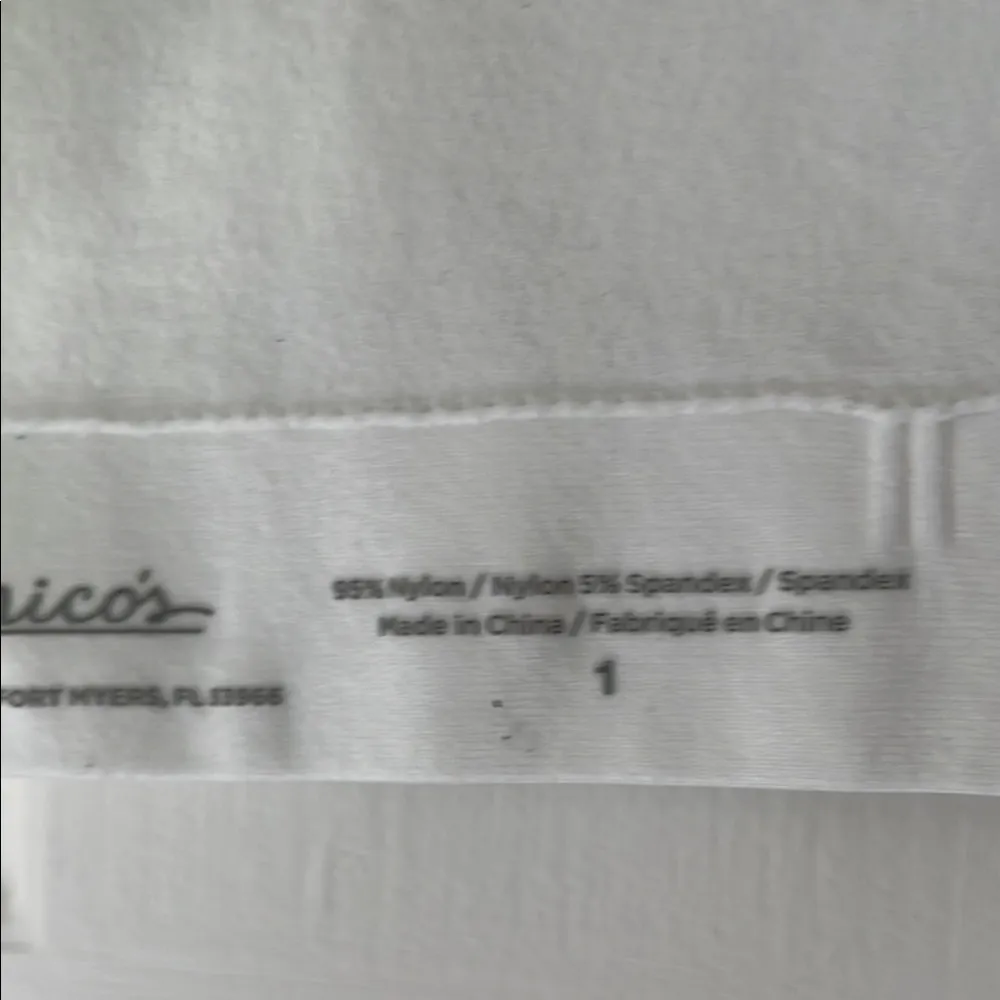 95% Nylon / Nylon 5% Spandex / Spandex
Made in China / Fabriqué en Chine
1
nico's
FORT MYERS, FL 33966